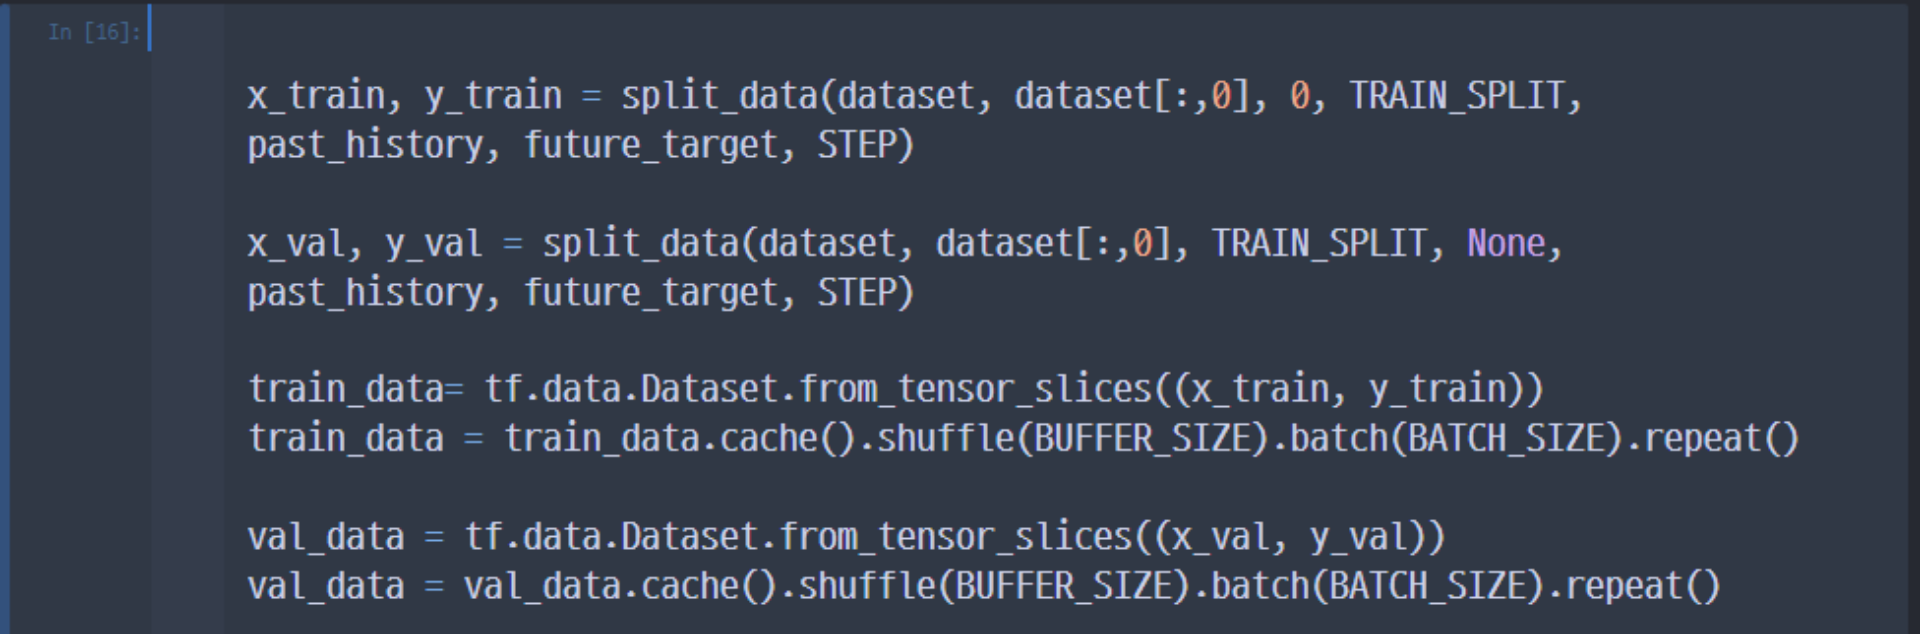 In [16]:
x_train, y_train = split_data(dataset, dataset[:,0], 0, TRAIN_SPLIT,
past_history, future_target, STEP)
x_val, y_val = split_data(dataset, dataset[:,0], TRAIN_SPLIT, None,
past_history, future_target, STEP)
train_data= tf.data.Dataset.from_tensor_slices((x_train, y_train))
train_data = train_data.cache().shuffle(BUFFER_SIZE).batch(BATCH_SIZE).repeat()
val_data = tf.data.Dataset.from_tensor_slices((x_val, y_val))
val_data = val_data.cache().shuffle(BUFFER_SIZE).batch(BATCH_SIZE).repeat()